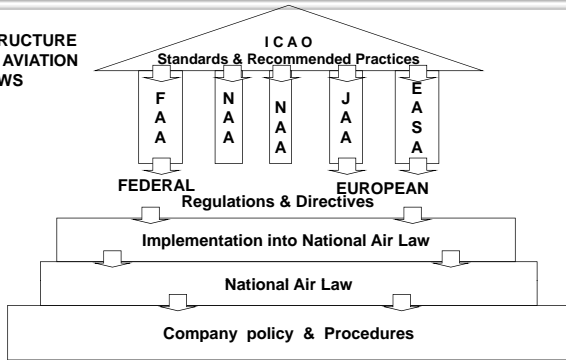 RUCTURE
AVIATION
WS
I C A O
Standards & Recommended Practices
FAA
NAA
NAA
JAA
EASA
FEDERAL
EUROPEAN
Regulations & Directives
Implementation into National Air Law
National Air Law
Company policy & Procedures